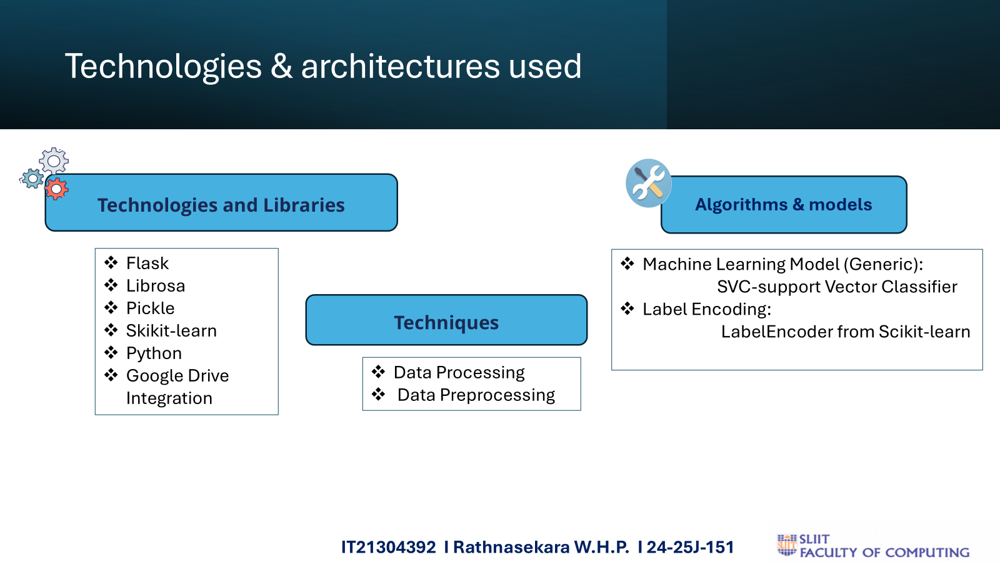 Technologies & architectures used
Technologies and Libraries
❖ Flask
❖ Librosa
❖ Pickle
❖ Skikit-learn
❖ Python
❖ Google Drive
Integration
Techniques
❖ Data Processing
❖ Data Preprocessing
Algorithms & models
❖ Machine Learning Model (Generic):
SVC-support Vector Classifier
❖ Label Encoding:
LabelEncoder from Scikit-learn
IT21304392 I Rathnasekara W.H.P. I 24-25J-151
SLIIT
FACULTY OF COMPUTING